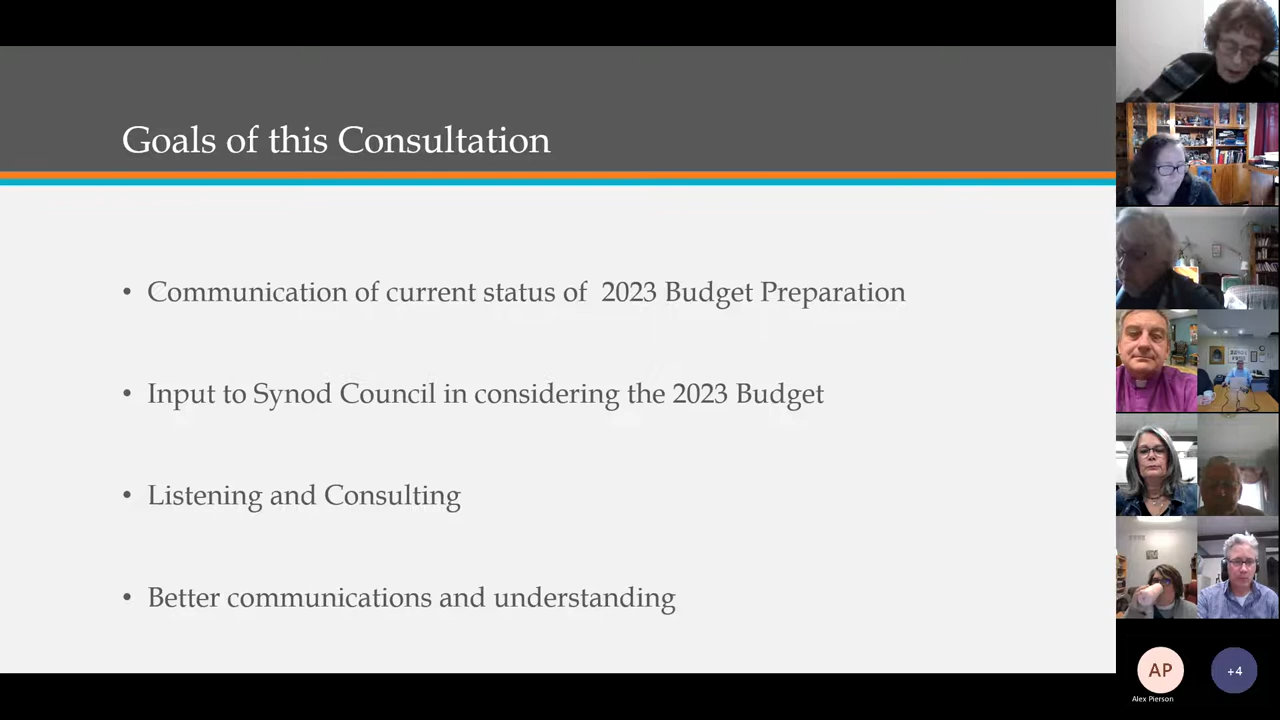 Goals of this Consultation
• Communication of current status of  2023 Budget Preparation
• Input to Synod Council in considering the 2023 Budget
• Listening and Consulting
• Better communications and understanding
AP
+4
Alex Pierson